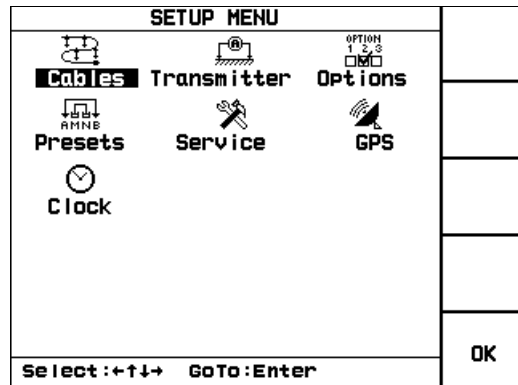 SETUP MENU
OPTION
1 2 3
A
Cables Transmitter Options
AMNB
Presets Service GPS
Clock
OK
Select:←↑↓→ GoTo:Enter